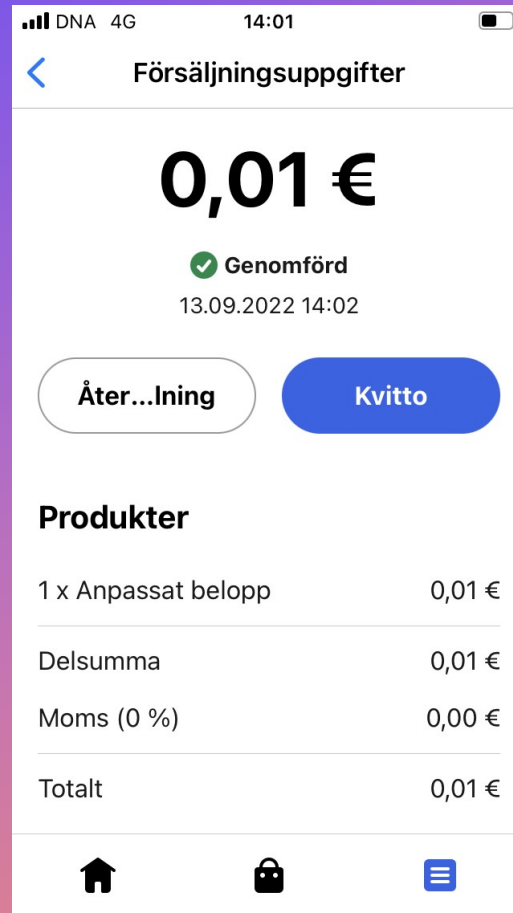 DNA 4G 14:01
Försäljningsuppgifter
0,01 €
Genomförd
13.09.2022 14:02
Åter...lning Kvitto
Produkter
1 x Anpassat belopp 0,01 €
Delsumma 0,01 €
Moms (0 %) 0,00 €
Totalt 0,01 €